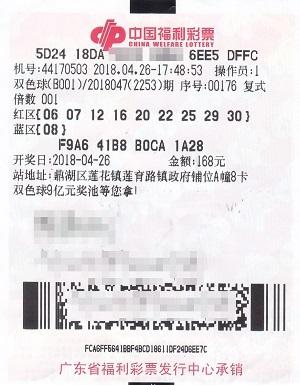 中国福利彩票
CHINA WELFARE LOTTERY
5D24 18DA 6EE5 DFFC
机号:44170503 2018.04.26-17:48:53 操作员:1
双色球(B001)/2018047(2253)期 序号:00176 复式
倍数 001
红区[06 07 12 16 20 22 25 29 30]
蓝区[08]
F9A6 41B8 B0CA 1A28
开奖日:2018-04-26 金额:168元
站地址:鼎湖区莲花镇莲育路镇政府铺位A幢8卡
双色球9亿元奖池等您拿!
FCA6FF5641BBF4BCD18611DF24D6EE7C
广东省福利彩票发行中心承销